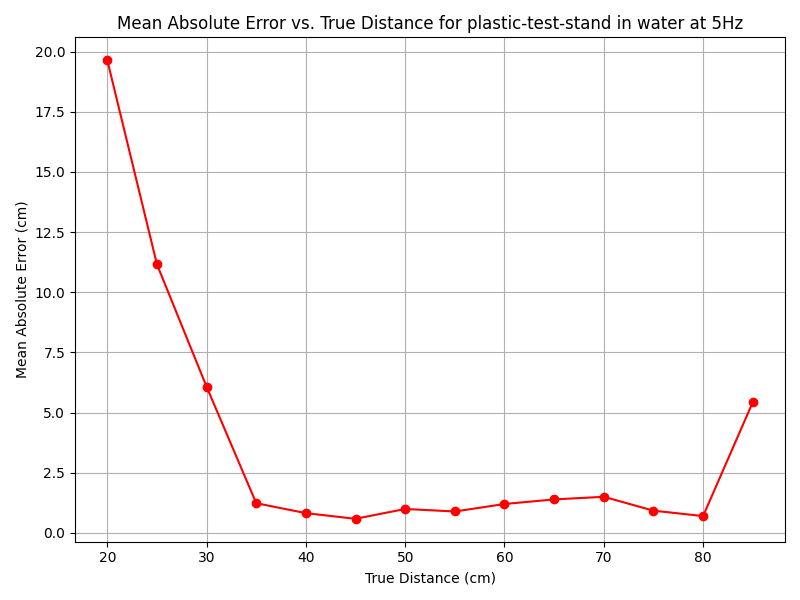 Mean Absolute Error vs. True Distance for plastic-test-stand in water at 5Hz
20.0
17.5
15.0
12.5
10.0
7.5
5.0
2.5
0.0
Mean Absolute Error (cm)
20 30 40 50 60 70 80
True Distance (cm)